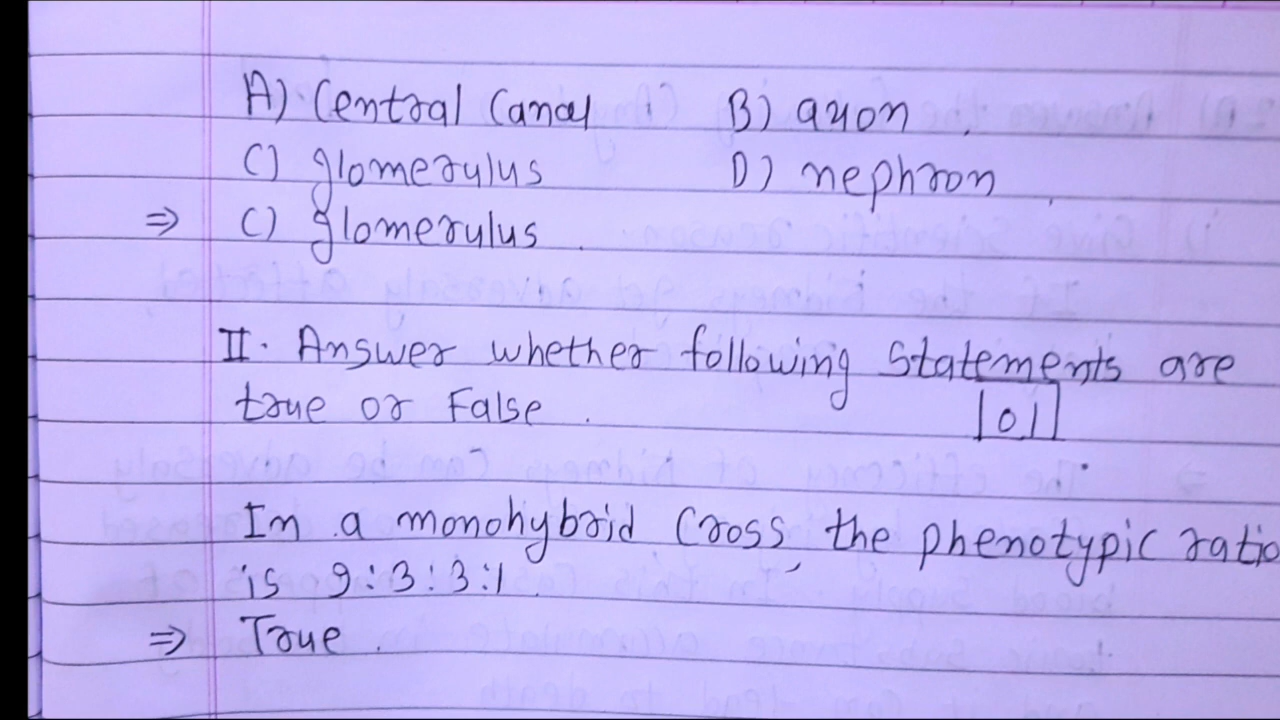 A) Central Canal B) axon .
C) glomerulus D) nephron .
⇒ C) glomerulus .
II. Answer whether following Statements are
true or False . [01]
In a monohybrid Cross, the phenotypic ratio
is 9:3:3:1 .
⇒ True .